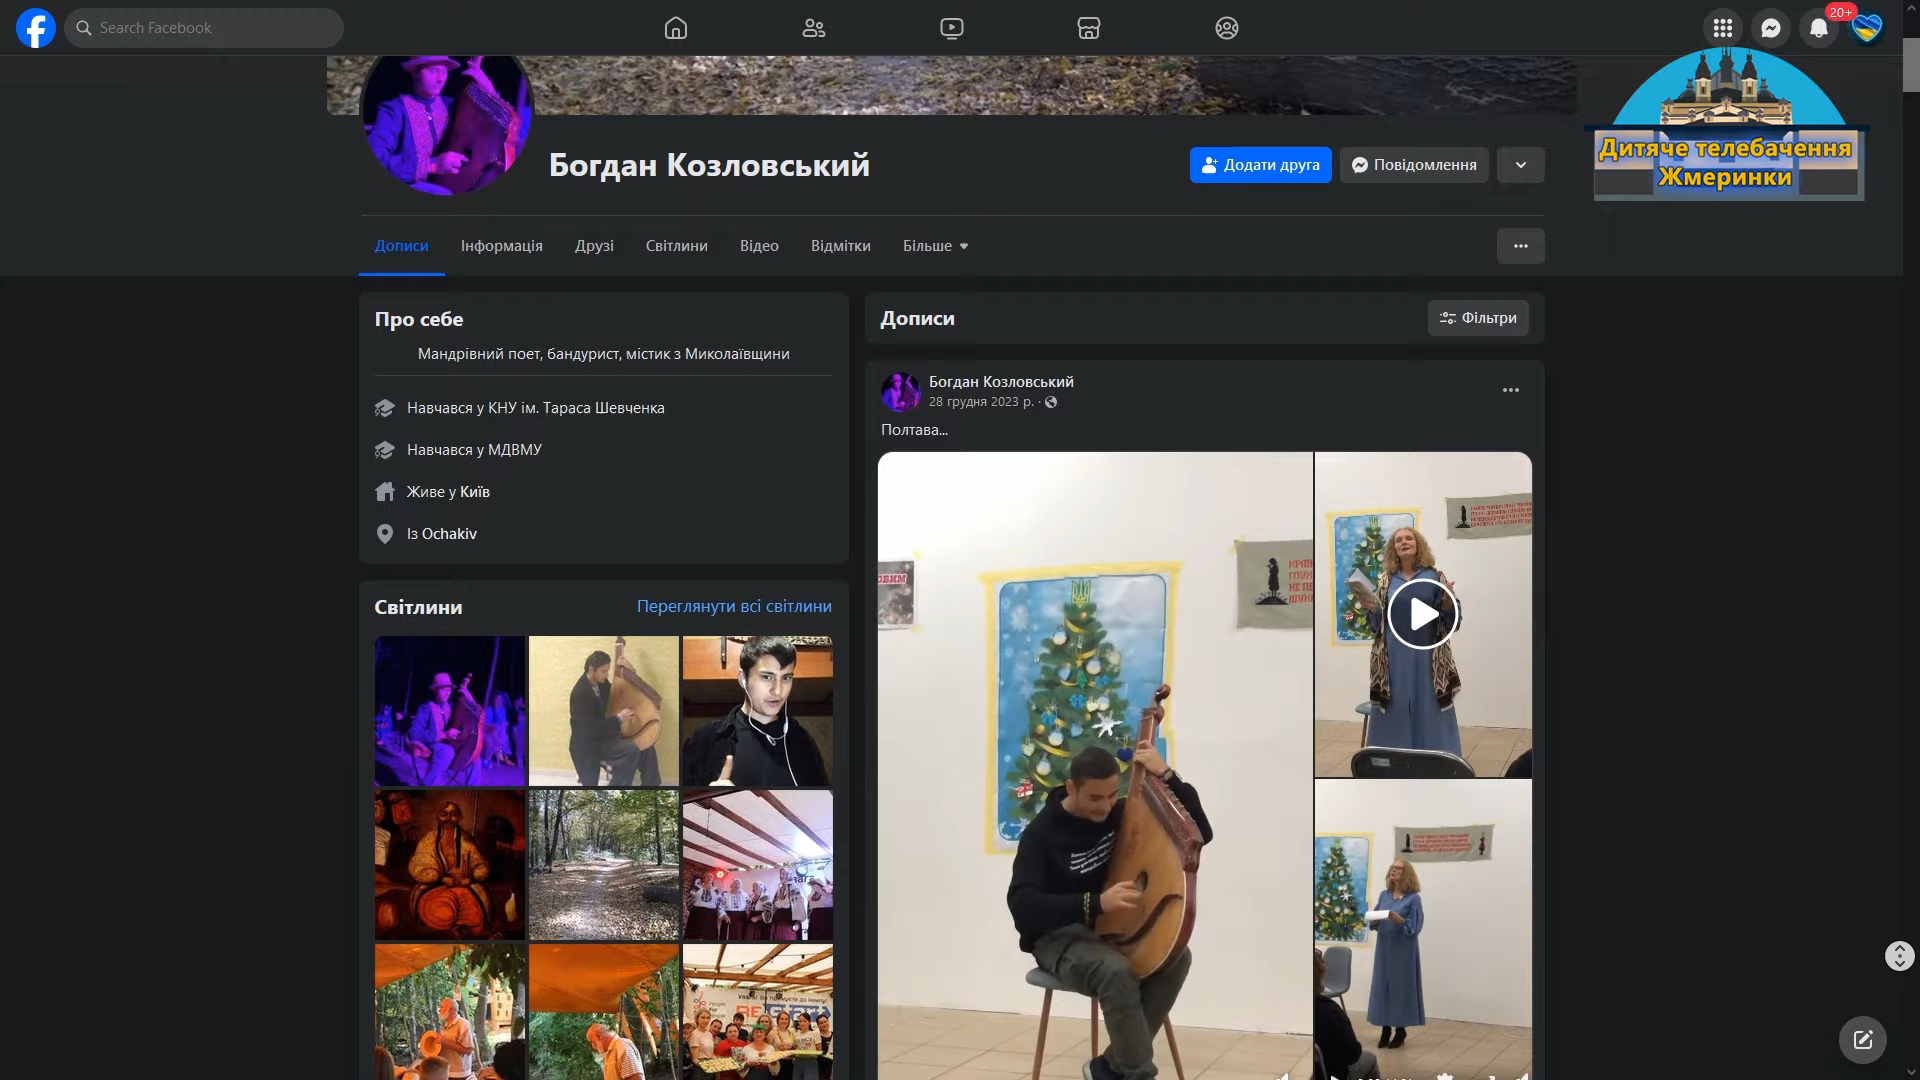 Search Facebook
20+
Дитяче телебачення
Жмеринки
Богдан Козловський
Додати друга
Повідомлення
Дописи
Інформація
Друзі
Світлини
Відео
Відмітки
Більше
Про себе
Мандрівний поет, бандурист, містик з Миколаївщини
Навчався у КНУ ім. Тараса Шевченка
Навчався у МДВМУ
Живе у Київ
Із Ochakiv
Світлини
Переглянути всі світлини
Дописи
Фільтри
Богдан Козловський
28 грудня 2023 р. ·
Полтава...